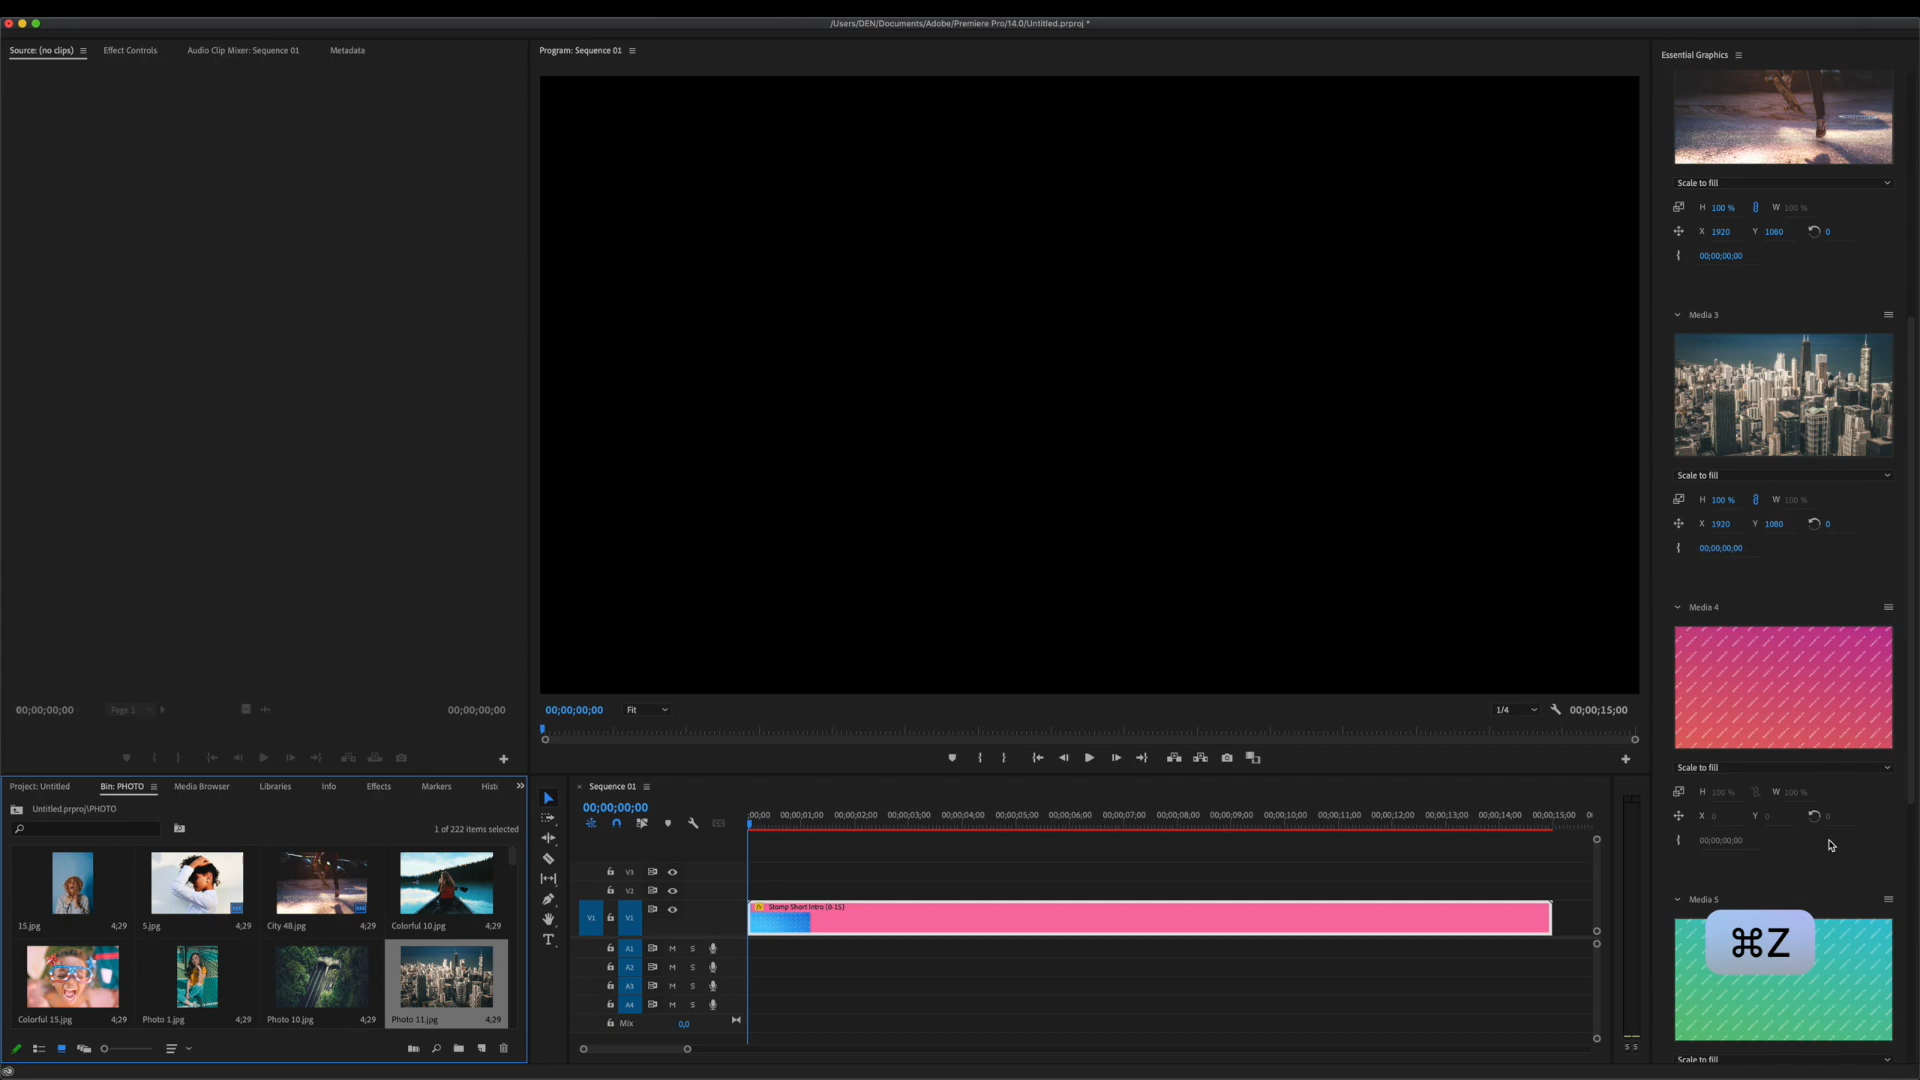 /Users/DEN/Documents/Adobe/Premiere Pro/14.0/Untitled.prproj *
Source: (no clips)
Effect Controls
Audio Clip Mixer: Sequence 01
Metadata
Program: Sequence 01
Essential Graphics
Scale to fill
H 100 % W 100 %
X 1920 Y 1080 0
00;00;00;00
Media 3
Scale to fill
H 100 % W 100 %
X 1920 Y 1080 0
00;00;00;00
Media 4
Scale to fill
H 100 % W 100 %
X 0 Y 0 0
00;00;00;00
Media 5
⌘Z
Scale to fill
00;00;00;00
Page 1
00;00;00;00
00;00;00;00
Fit
1/4
00;00;15;00
Project: Untitled
Bin: PHOTO
Media Browser
Libraries
Info
Effects
Markers
Histo
Untitled.prproj\PHOTO
1 of 222 items selected
15.jpg 4;29
5.jpg 4;29
City 48.jpg 4;29
Colorful 10.jpg 4;29
Colorful 15.jpg 4;29
Photo 1.jpg 4;29
Photo 10.jpg 4;29
Photo 11.jpg 4;29
Sequence 01
00;00;00;00
;00;00 00;00;01;00 00;00;02;00 00;00;03;00 00;00;04;00 00;00;05;00 00;00;06;00 00;00;07;00 00;00;08;00 00;00;09;00 00;00;10;00 00;00;11;00 00;00;12;00 00;00;13;00 00;00;14;00 00;00;15;00
V3
V2
V1 V1
fx Stomp Short Intro (0-15)
A1 M S
A2 M S
A3 M S
A4 M S
Mix 0,0
S S